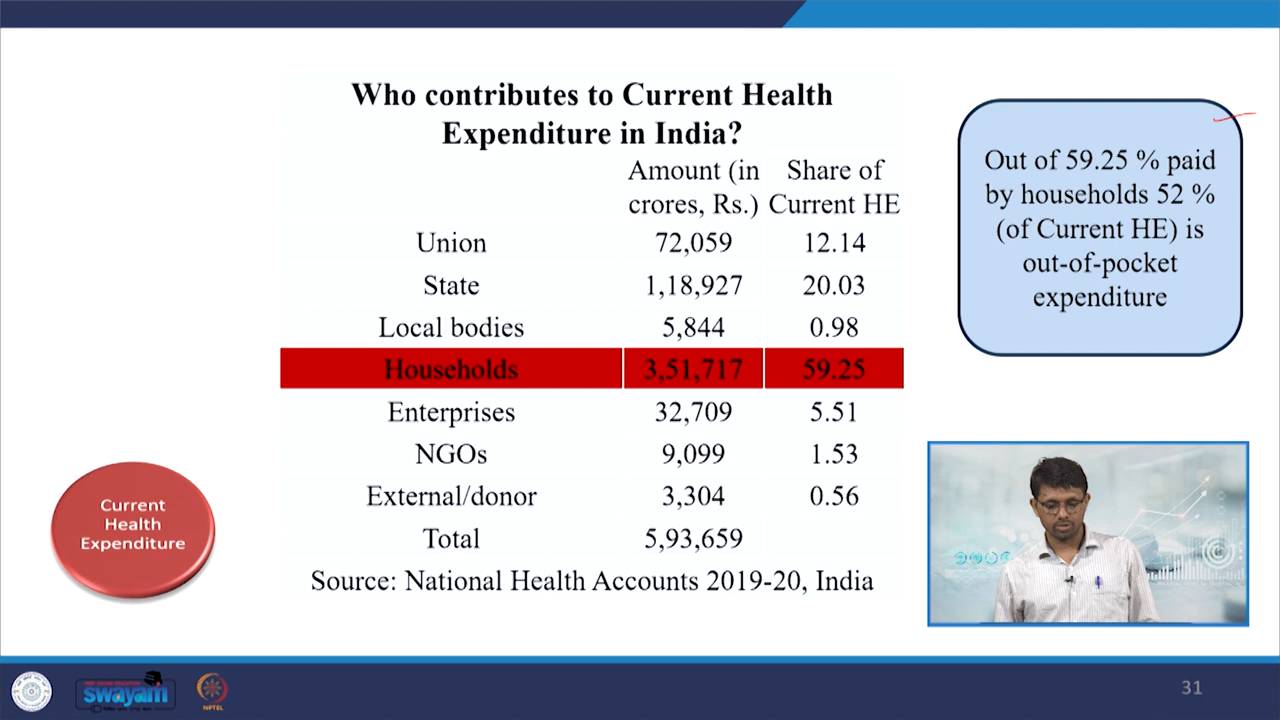 Who contributes to Current Health
Expenditure in India?
Amount (in Share of
crores, Rs.) Current HE
Union 72,059 12.14
State 1,18,927 20.03
Local bodies 5,844 0.98
Households 3,51,717 59.25
Enterprises 32,709 5.51
NGOs 9,099 1.53
External/donor 3,304 0.56
Total 5,93,659
Source: National Health Accounts 2019-20, India
Out of 59.25 % paid
by households 52 %
(of Current HE) is
out-of-pocket
expenditure
Current
Health
Expenditure
swayam
NPTEL
31